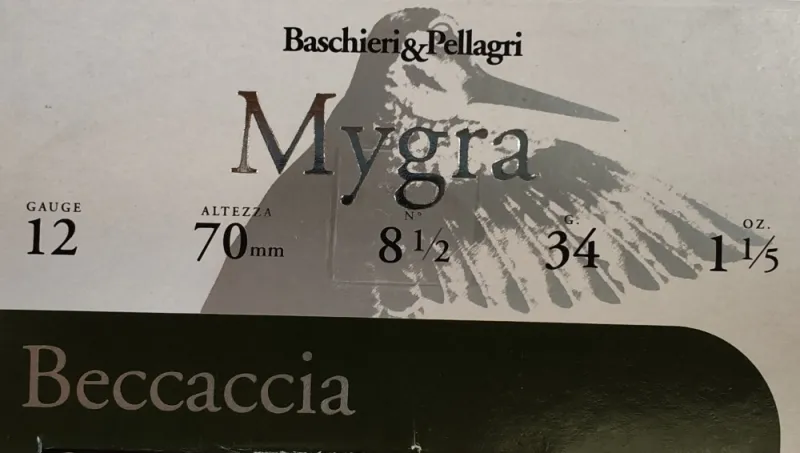 Baschieri&Pellagri
Mygra
GAUGE ALTEZZA N° G. OZ.
12 70mm 8 1/2 34 1 1/5
Beccaccia